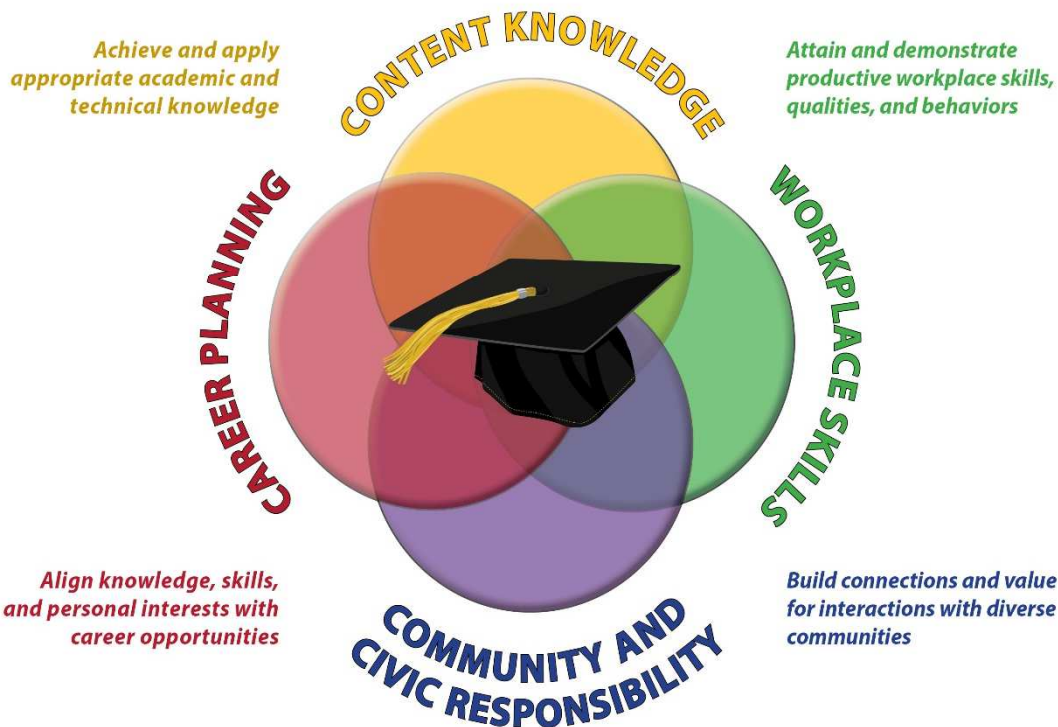 CONTENT KNOWLEDGE
Achieve and apply
appropriate academic and
technical knowledge
Attain and demonstrate
productive workplace skills,
qualities, and behaviors
CAREER PLANNING
WORKPLACE SKILLS
Align knowledge, skills,
and personal interests with
career opportunities
Build connections and value
for interactions with diverse
communities
COMMUNITY AND
CIVIC RESPONSIBILITY